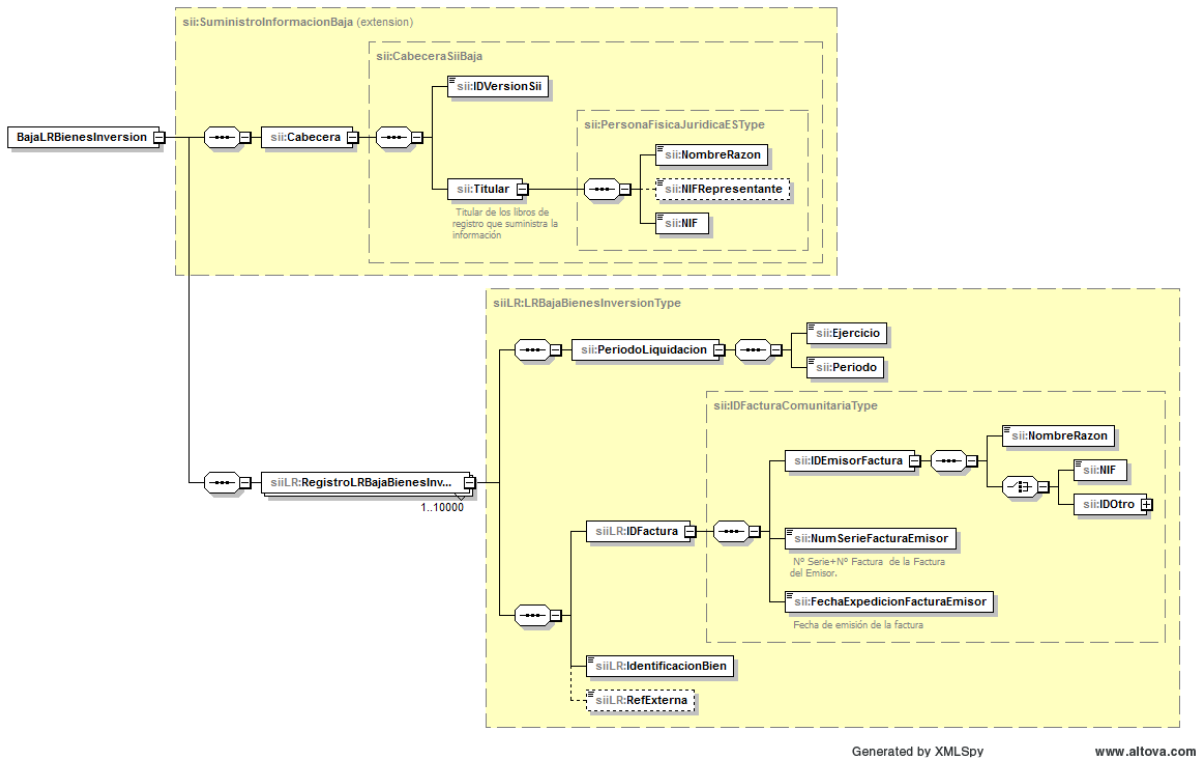 sii:SuministroInformacionBaja (extension)
sii:CabeceraSiiBaja
sii:IDVersionSii
sii:PersonaFisicaJuridicaESType
BajaLRBienesInversion
sii:Cabecera
sii:NombreRazon
sii:Titular
sii:NIFRepresentante
Titular de los libros de
registro que suministra la
información
sii:NIF
siiLR:LRBajaBienesInversionType
sii:Ejercicio
sii:PeriodoLiquidacion
sii:Periodo
sii:IDFacturaComunitariaType
sii:NombreRazon
sii:IDEmisorFactura
sii:NIF
siiLR:RegistroLRBajaBienesInv...
1..10000
sii:IDOtro
siiLR:IDFactura
sii:NumSerieFacturaEmisor
Nº Serie+Nº Factura de la Factura
del Emisor.
sii:FechaExpedicionFacturaEmisor
Fecha de emisión de la factura
siiLR:IdentificacionBien
siiLR:RefExterna
Generated by XMLSpy
www.altova.com